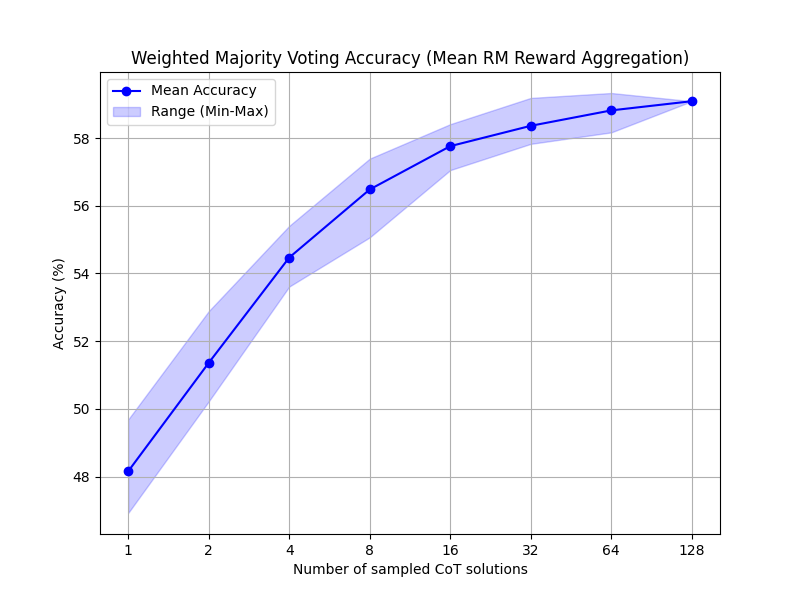 Weighted Majority Voting Accuracy (Mean RM Reward Aggregation)
Mean Accuracy
Range (Min-Max)
58
56
54
52
50
48
Accuracy (%)
1 2 4 8 16 32 64 128
Number of sampled CoT solutions